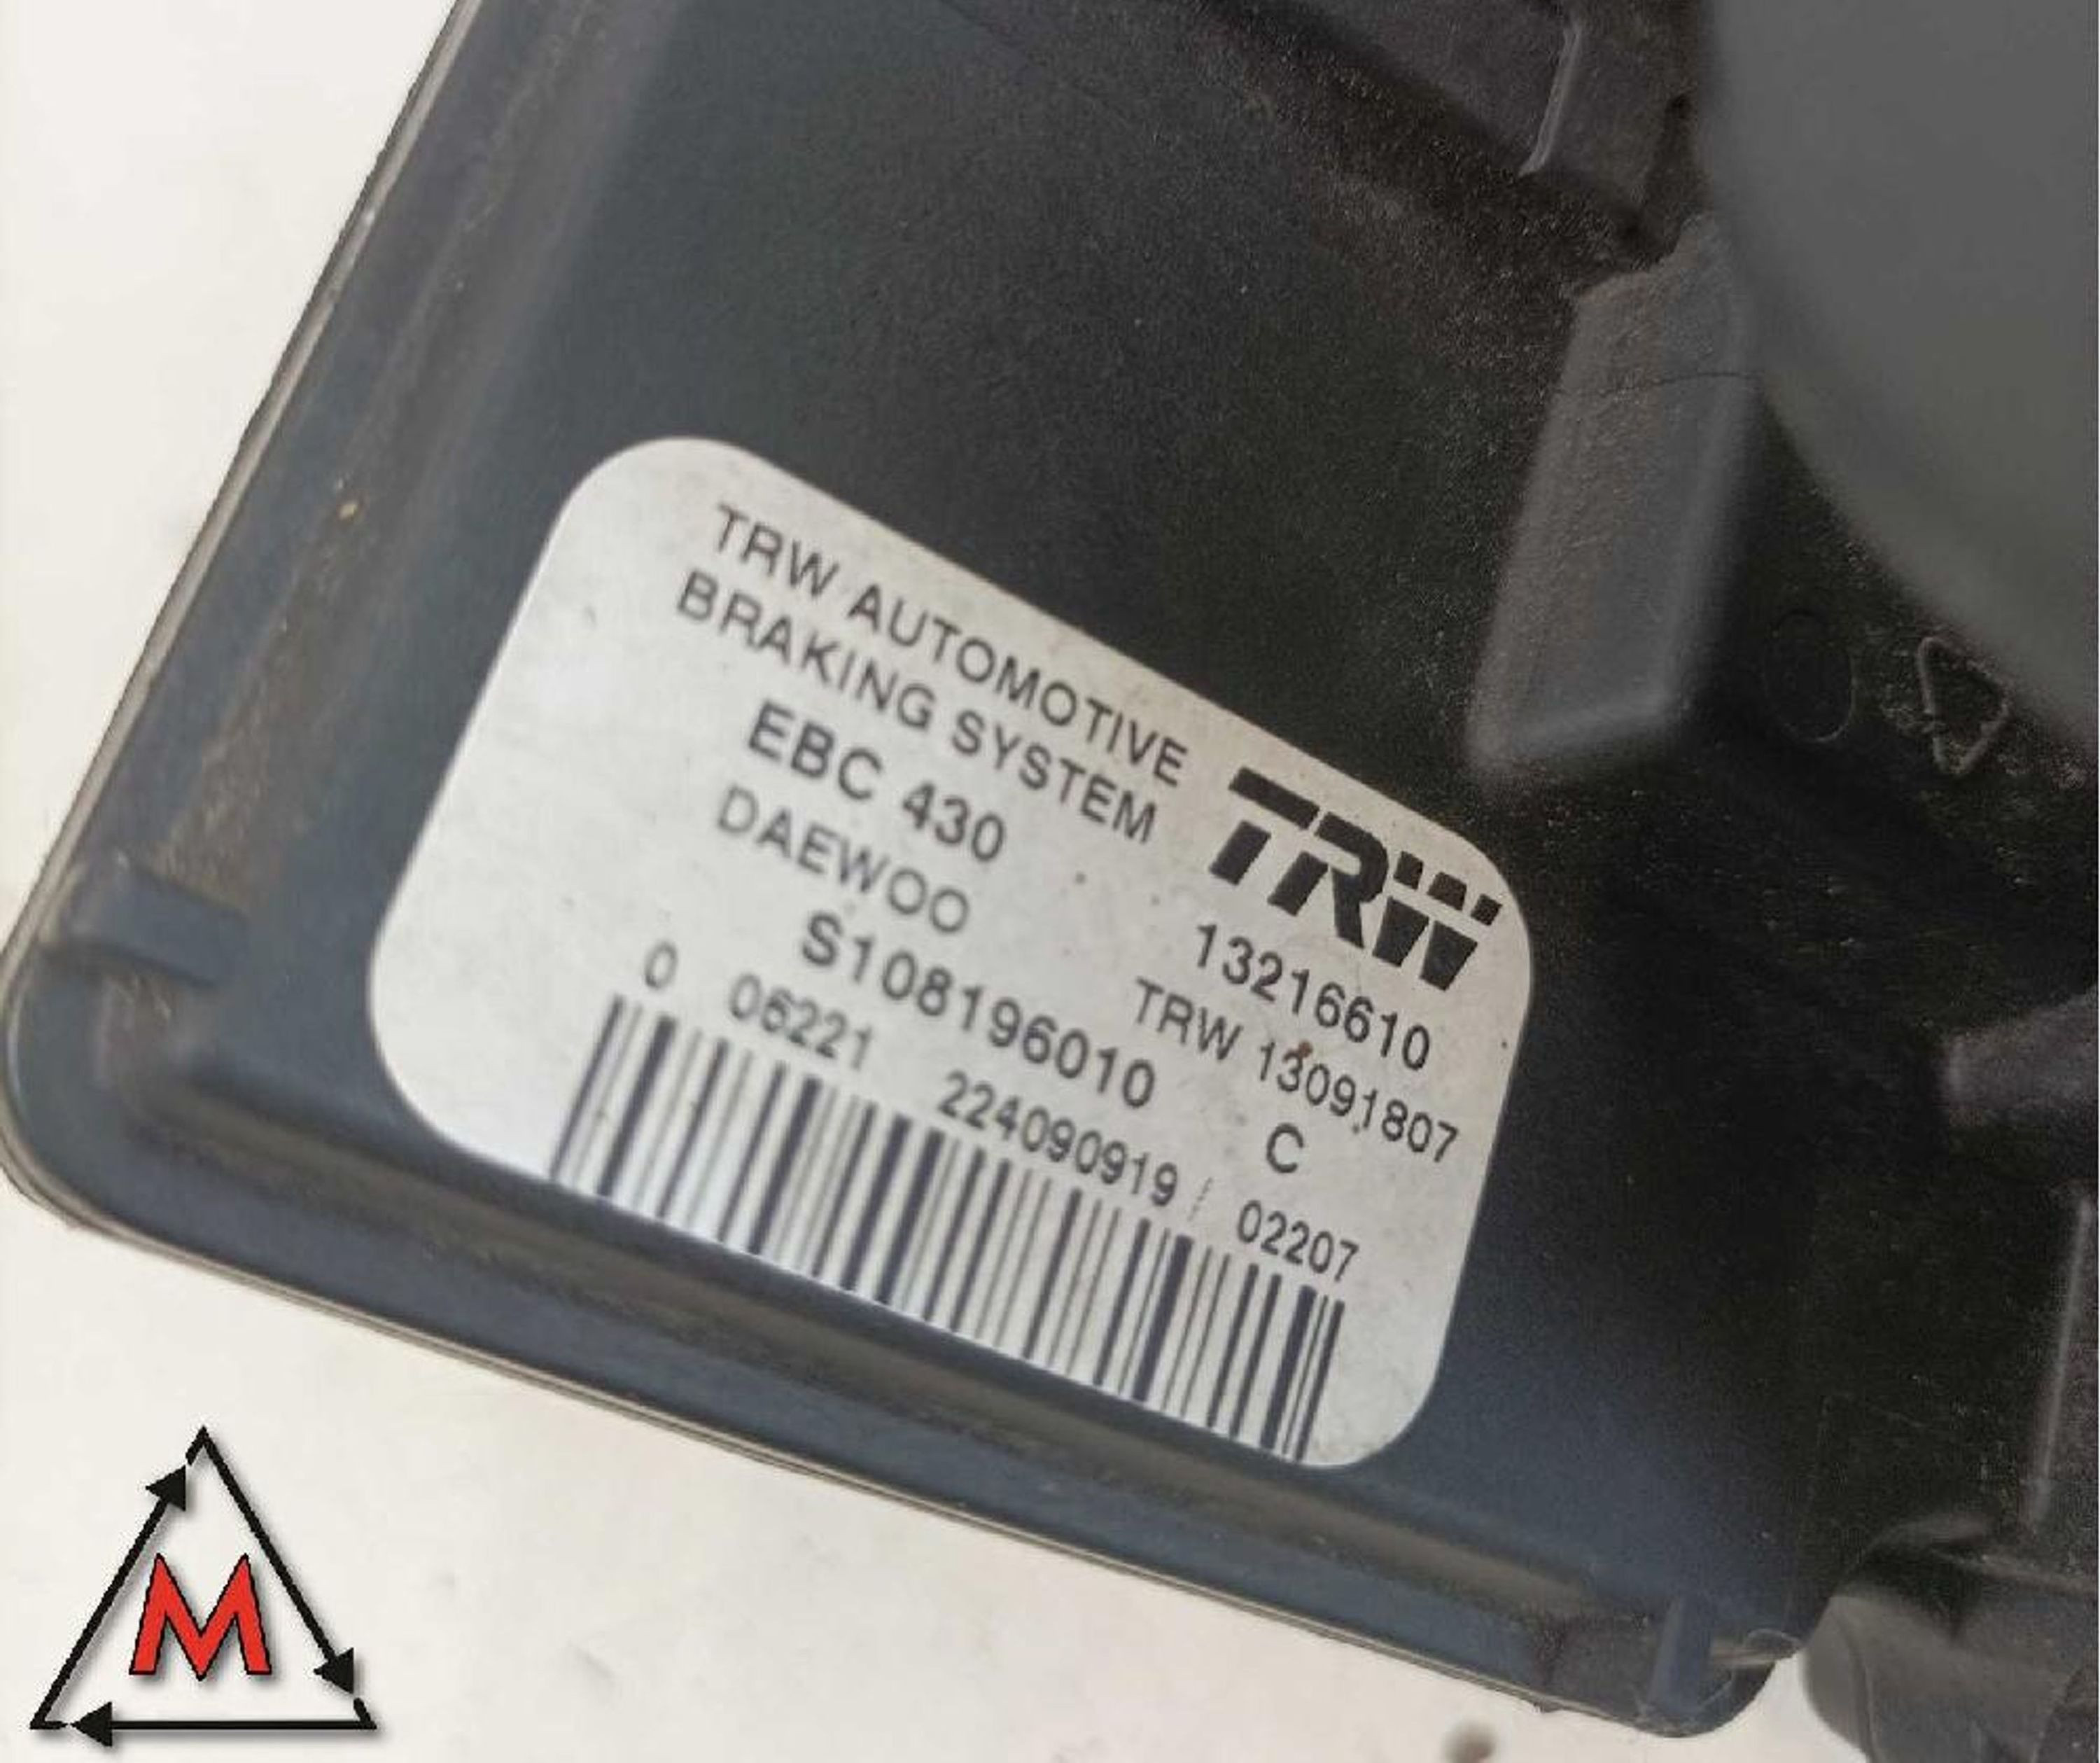 TRW AUTOMOTIVE
BRAKING SYSTEM
TRW
EBC 430
13216610
DAEWOO
TRW 13091807
S108196010
C
0 06221 224090919 / 02207
M